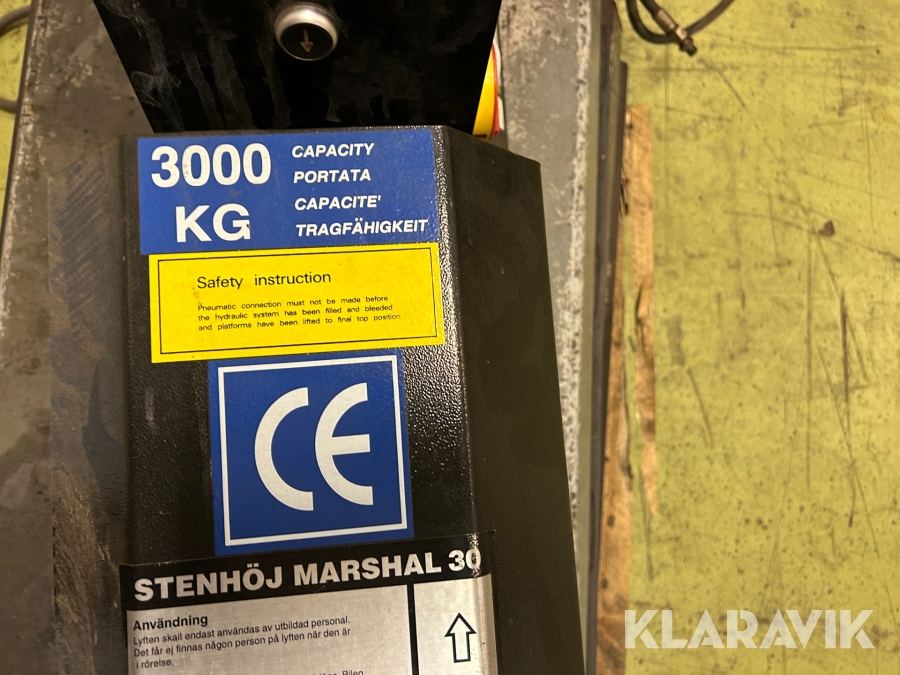 3000
KG
CAPACITY
PORTATA
CAPACITE'
TRAGFÄHIGKEIT
Safety instruction
Pneumatic connection must not be made before
the hydraulic system has been filled and bleeded
and platforms have been lifted to final top position
CE
STENHÖJ MARSHAL 30
Användning
Lyften skall endast användas av utbildad personal.
Det får ej finnas någon person på lyften när den är
i rörelse.
Bilen
KLARAVIK